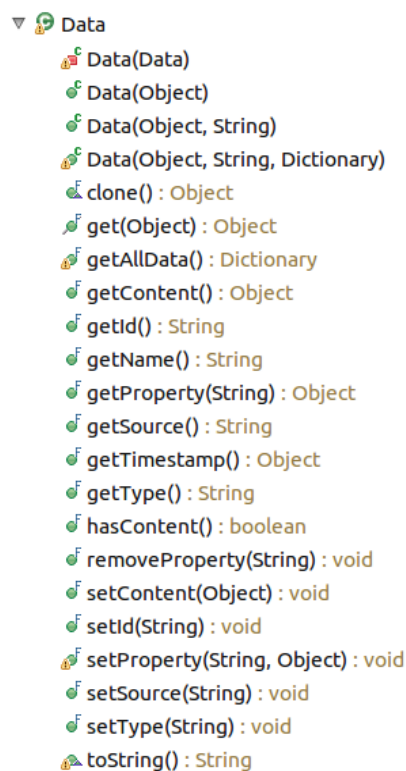 Data
Data(Data)
Data(Object)
Data(Object, String)
Data(Object, String, Dictionary)
clone() : Object
get(Object) : Object
getAllData() : Dictionary
getContent() : Object
getId() : String
getName() : String
getProperty(String) : Object
getSource() : String
getTimestamp() : Object
getType() : String
hasContent() : boolean
removeProperty(String) : void
setContent(Object) : void
setId(String) : void
setProperty(String, Object) : void
setSource(String) : void
setType(String) : void
toString() : String